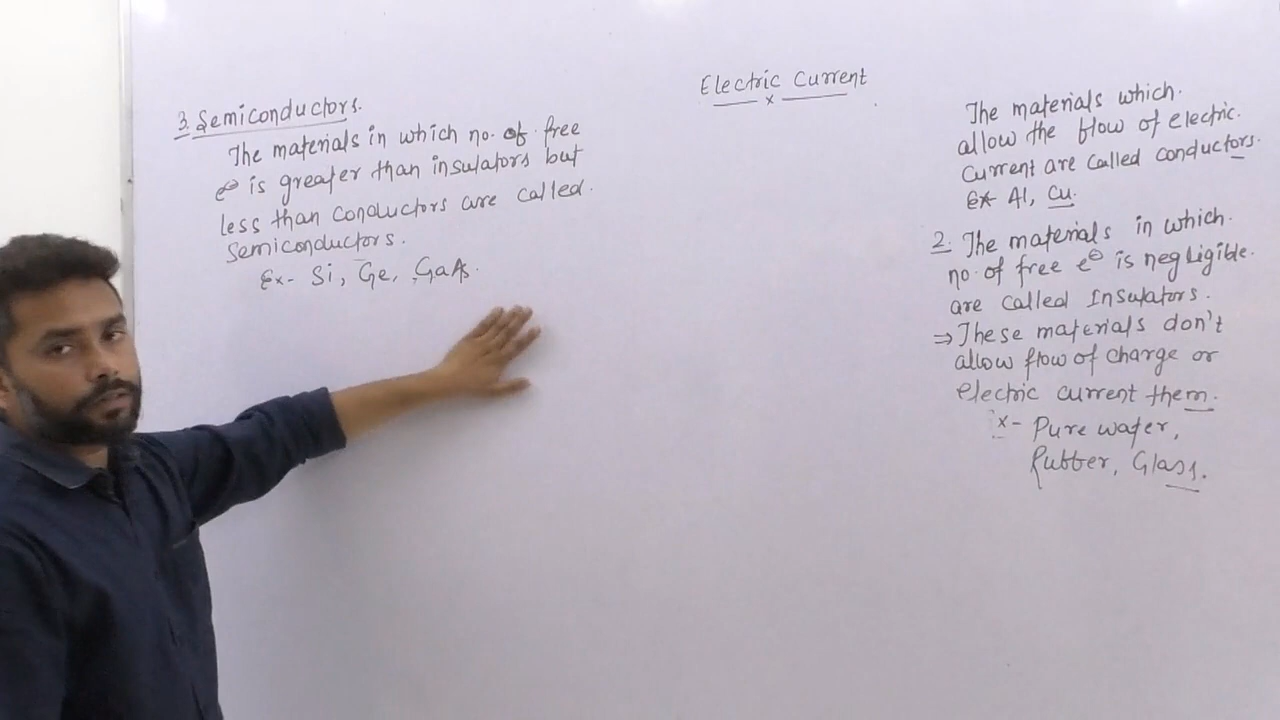 Electric Current
x
3. Semiconductors.
The materials in which no. of free
e⊖ is greater than insulators but
less than conductors are called.
semiconductors.
Ex- Si, Ge, GaAs.
The materials which.
allow the flow of electric.
current are called conductors.
Ex Al, Cu.
2. The materials in which.
no. of free e⊖ is negligible.
are called Insulators.
⇒ These materials don't
allow flow of charge or
electric current them.
x- Pure water,
Rubber, Glass.